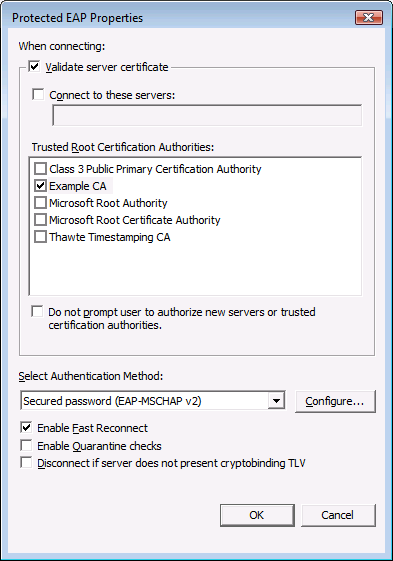 Protected EAP Properties
When connecting:
Validate server certificate
Connect to these servers:
Trusted Root Certification Authorities:
Class 3 Public Primary Certification Authority
Example CA
Microsoft Root Authority
Microsoft Root Certificate Authority
Thawte Timestamping CA
Do not prompt user to authorize new servers or trusted
certification authorities.
Select Authentication Method:
Secured password (EAP-MSCHAP v2)
Configure...
Enable Fast Reconnect
Enable Quarantine checks
Disconnect if server does not present cryptobinding TLV
OK
Cancel